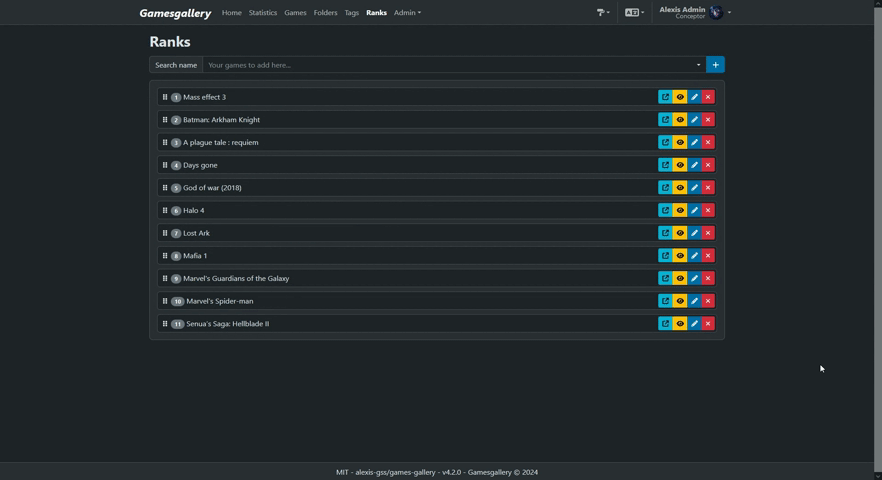 Gamesgallery Home Statistics Games Folders Tags Ranks Admin Alexis Admin
Conceptor
Ranks
Search name Your games to add here...
1 Mass effect 3
2 Batman: Arkham Knight
3 A plague tale : requiem
4 Days gone
5 God of war (2018)
6 Halo 4
7 Lost Ark
8 Mafia 1
9 Marvel's Guardians of the Galaxy
10 Marvel's Spider-man
11 Senua's Saga: Hellblade II
MIT - alexis-gss/games-gallery - v4.2.0 - Gamesgallery © 2024